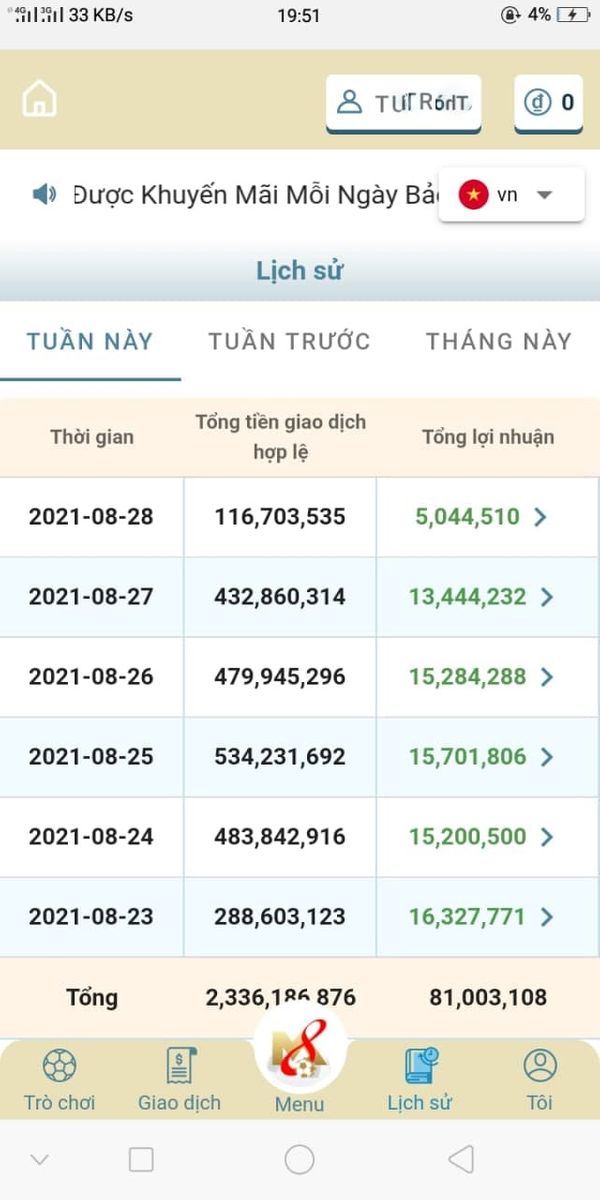 4G 3G 33 KB/s 19:51 4%
0
Được Khuyến Mãi Mỗi Ngày vn
Lịch sử
TUẦN NÀY TUẦN TRƯỚC THÁNG NÀY
Thời gian Tổng tiền giao dịch hợp lệ Tổng lợi nhuận
2021-08-28 116,703,535 5,044,510
2021-08-27 432,860,314 13,444,232
2021-08-26 479,945,296 15,284,288
2021-08-25 534,231,692 15,701,806
2021-08-24 483,842,916 15,200,500
2021-08-23 288,603,123 16,327,771
Tổng 2,336,186,876 81,003,108
M8
Trò chơi Giao dịch Menu Lịch sử Tôi